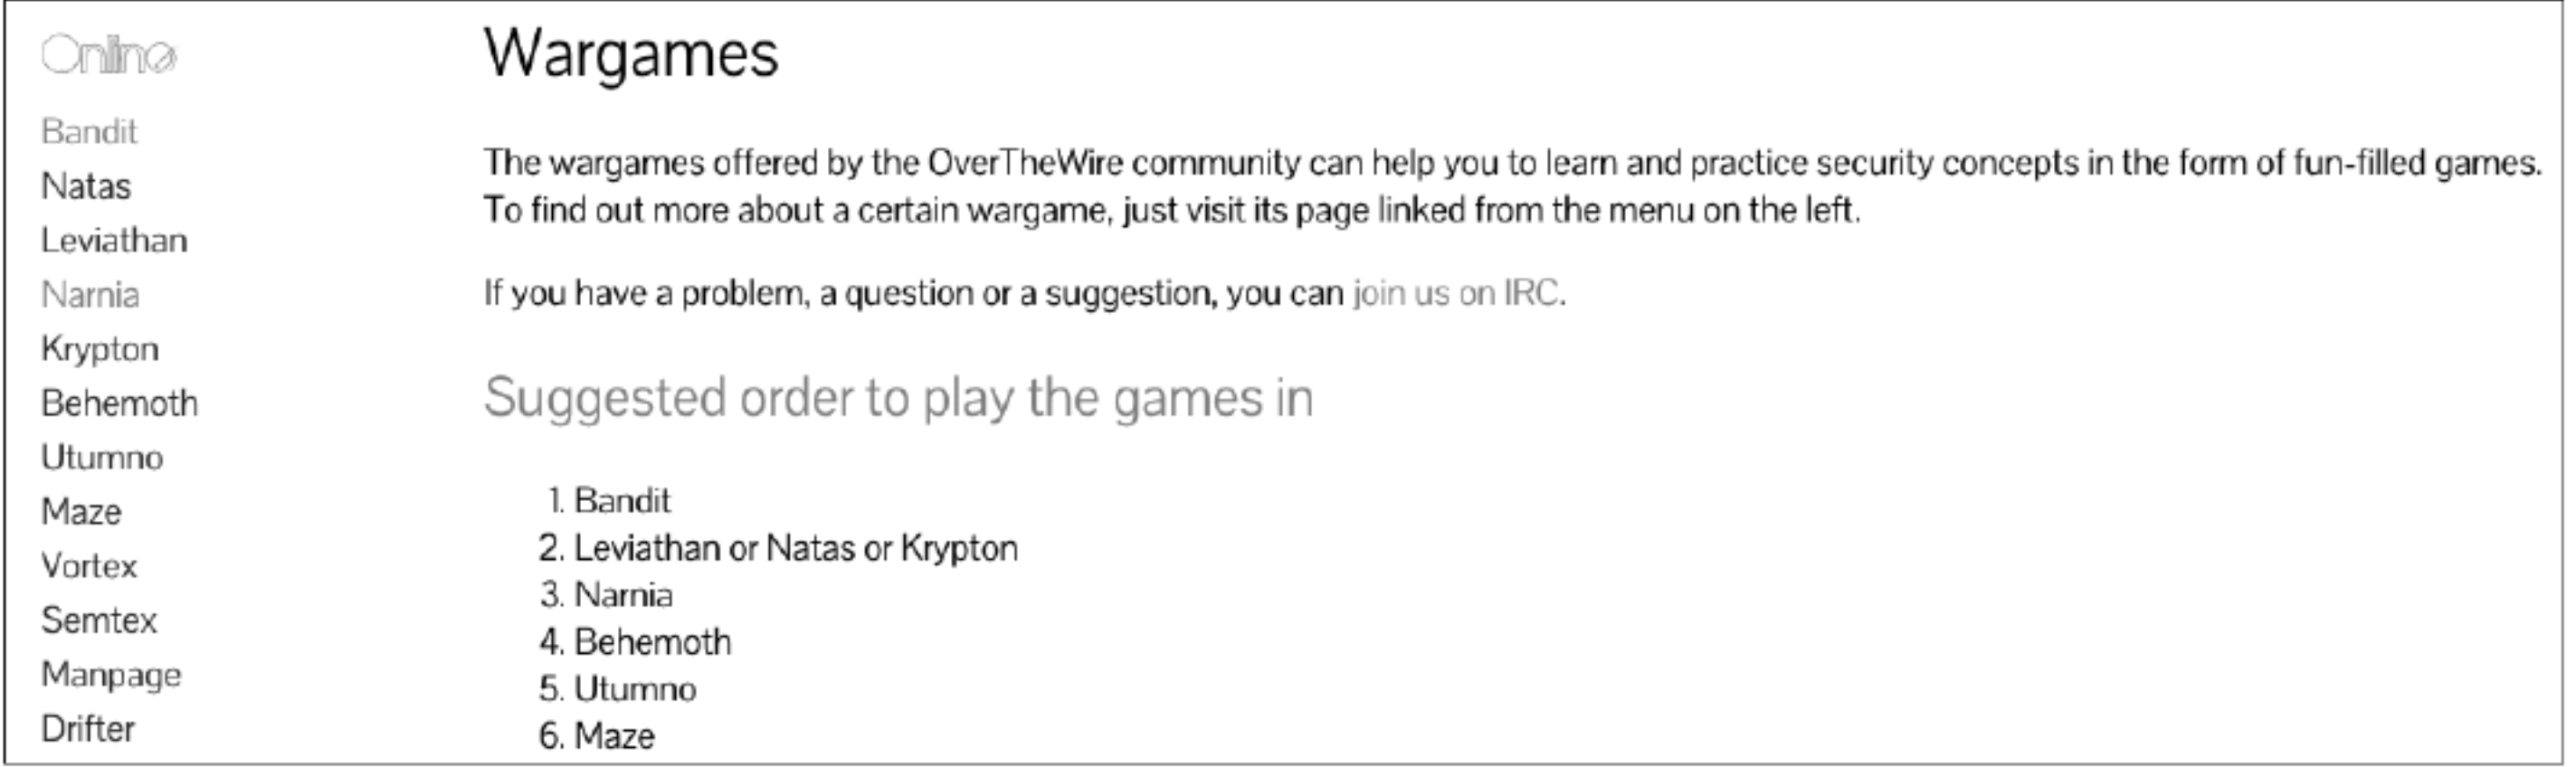 Online
Bandit
Natas
Leviathan
Narnia
Krypton
Behemoth
Utumno
Maze
Vortex
Semtex
Manpage
Drifter
Wargames
The wargames offered by the OverTheWire community can help you to learn and practice security concepts in the form of fun-filled games.
To find out more about a certain wargame, just visit its page linked from the menu on the left.
If you have a problem, a question or a suggestion, you can join us on IRC.
Suggested order to play the games in
1. Bandit
2. Leviathan or Natas or Krypton
3. Narnia
4. Behemoth
5. Utumno
6. Maze